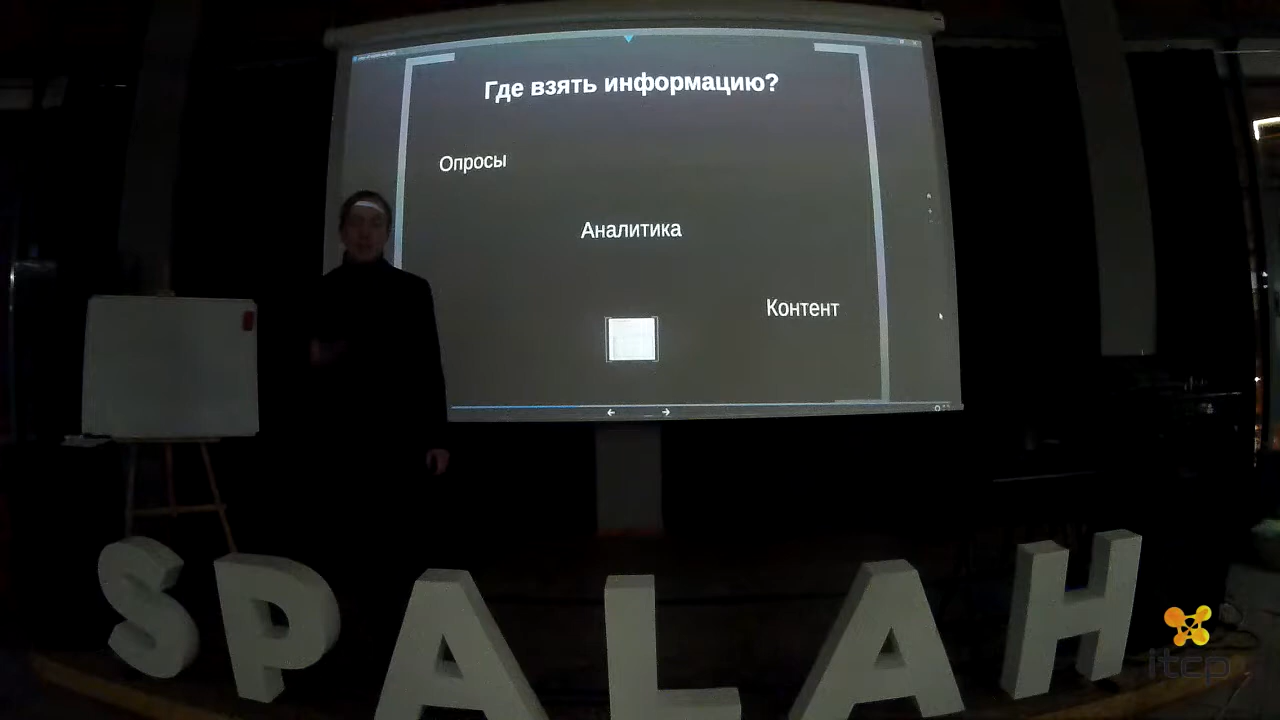 Где взять информацию?
Опросы
Аналитика
Контент
SPALAH
itcp